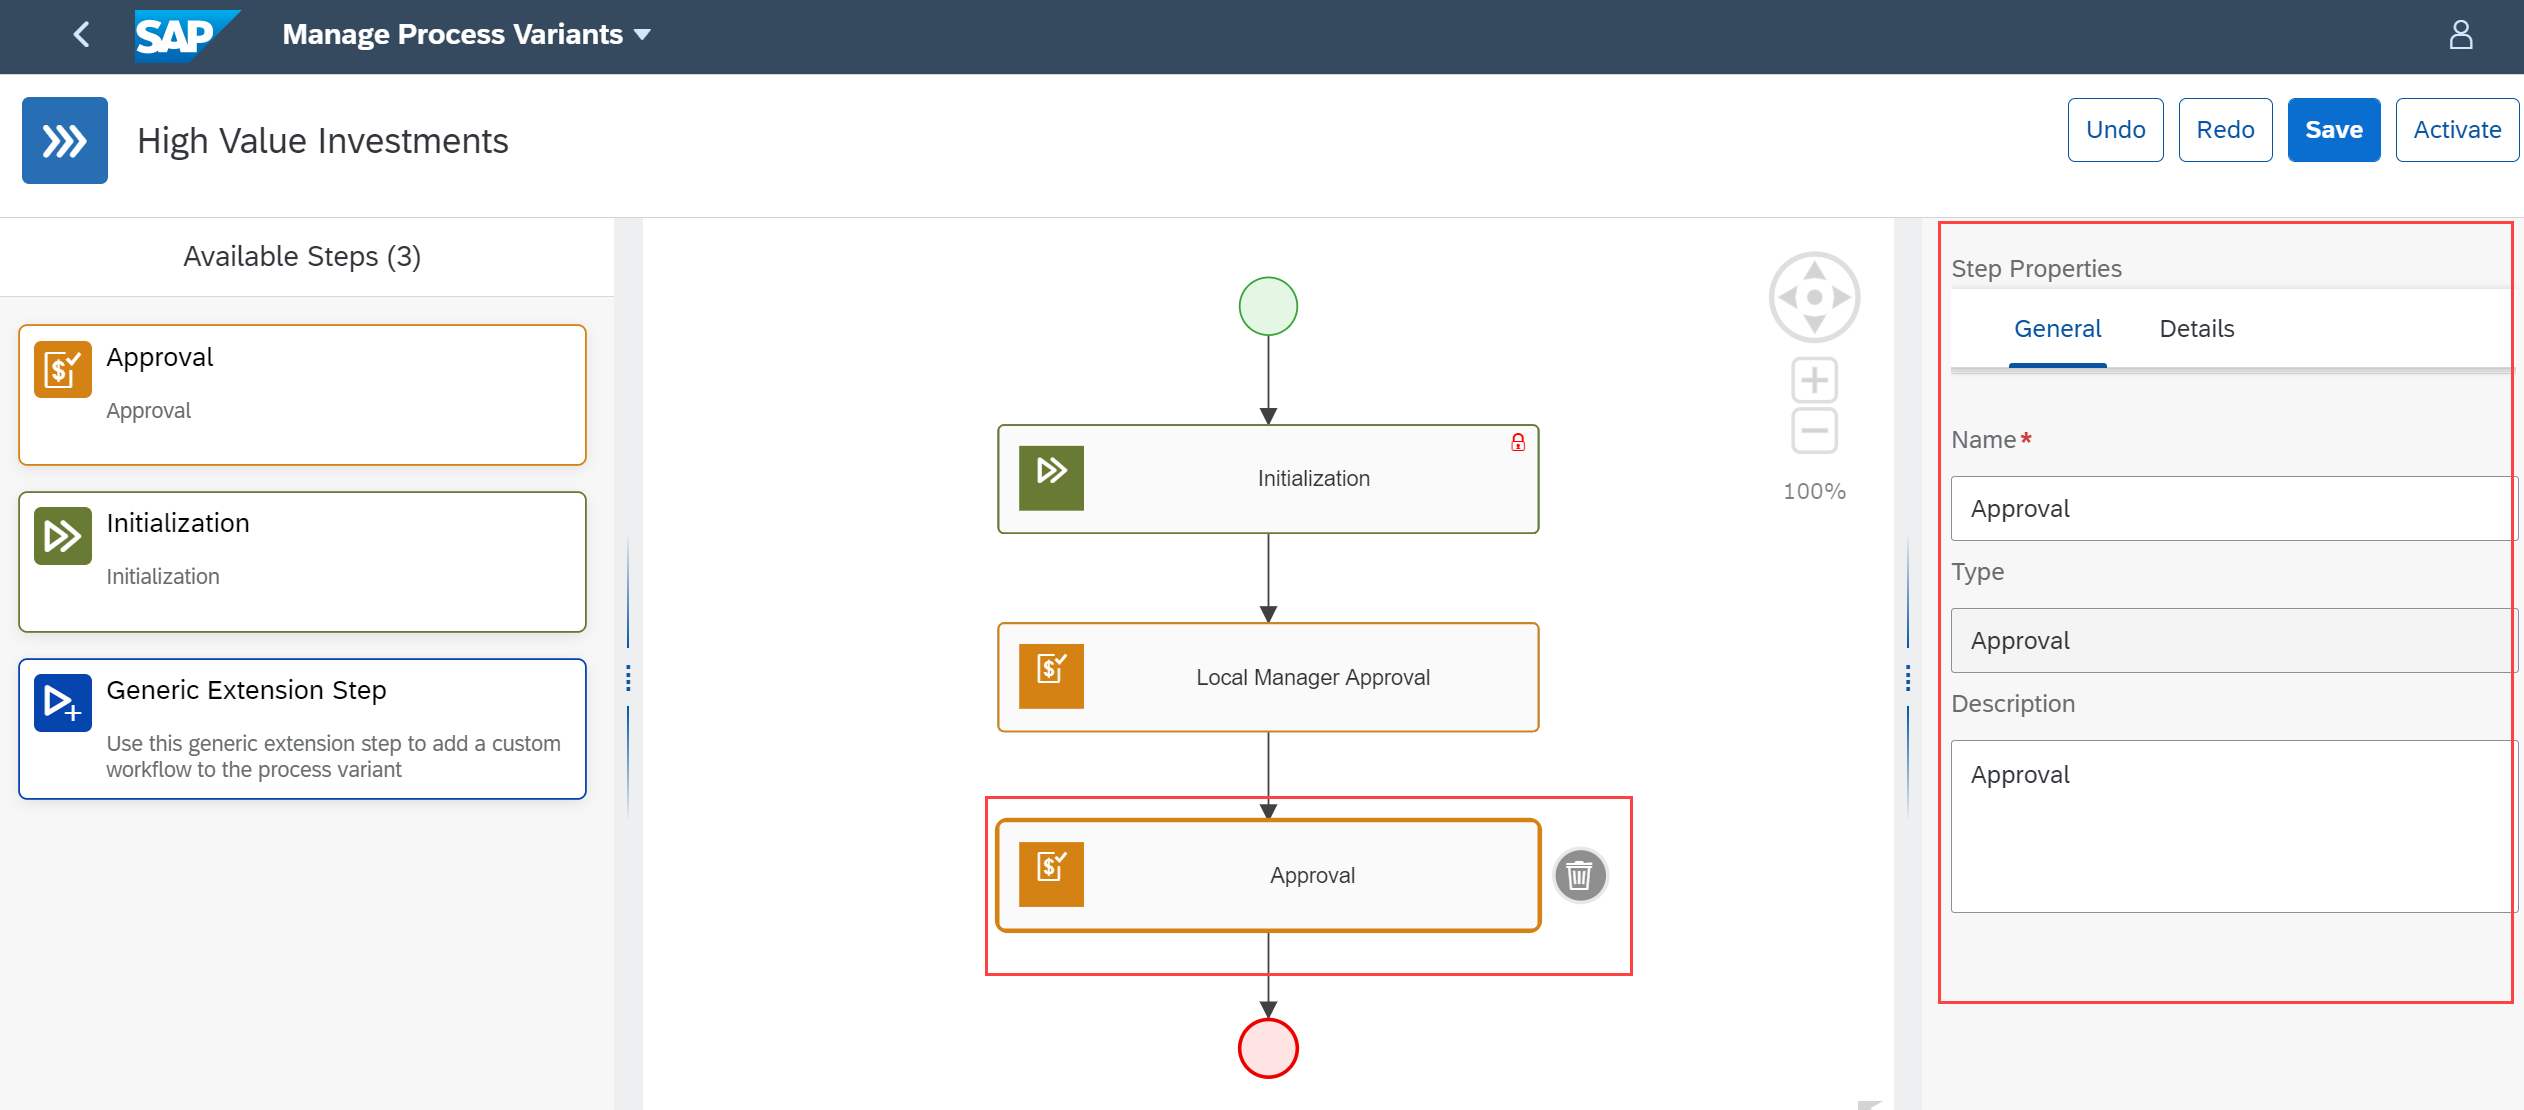 SAP Manage Process Variants
High Value Investments
Undo Redo Save Activate
Available Steps (3)
Approval
Approval
Initialization
Initialization
Generic Extension Step
Use this generic extension step to add a custom
workflow to the process variant
Initialization
Local Manager Approval
Approval
100%
Step Properties
General Details
Name*
Approval
Type
Approval
Description
Approval